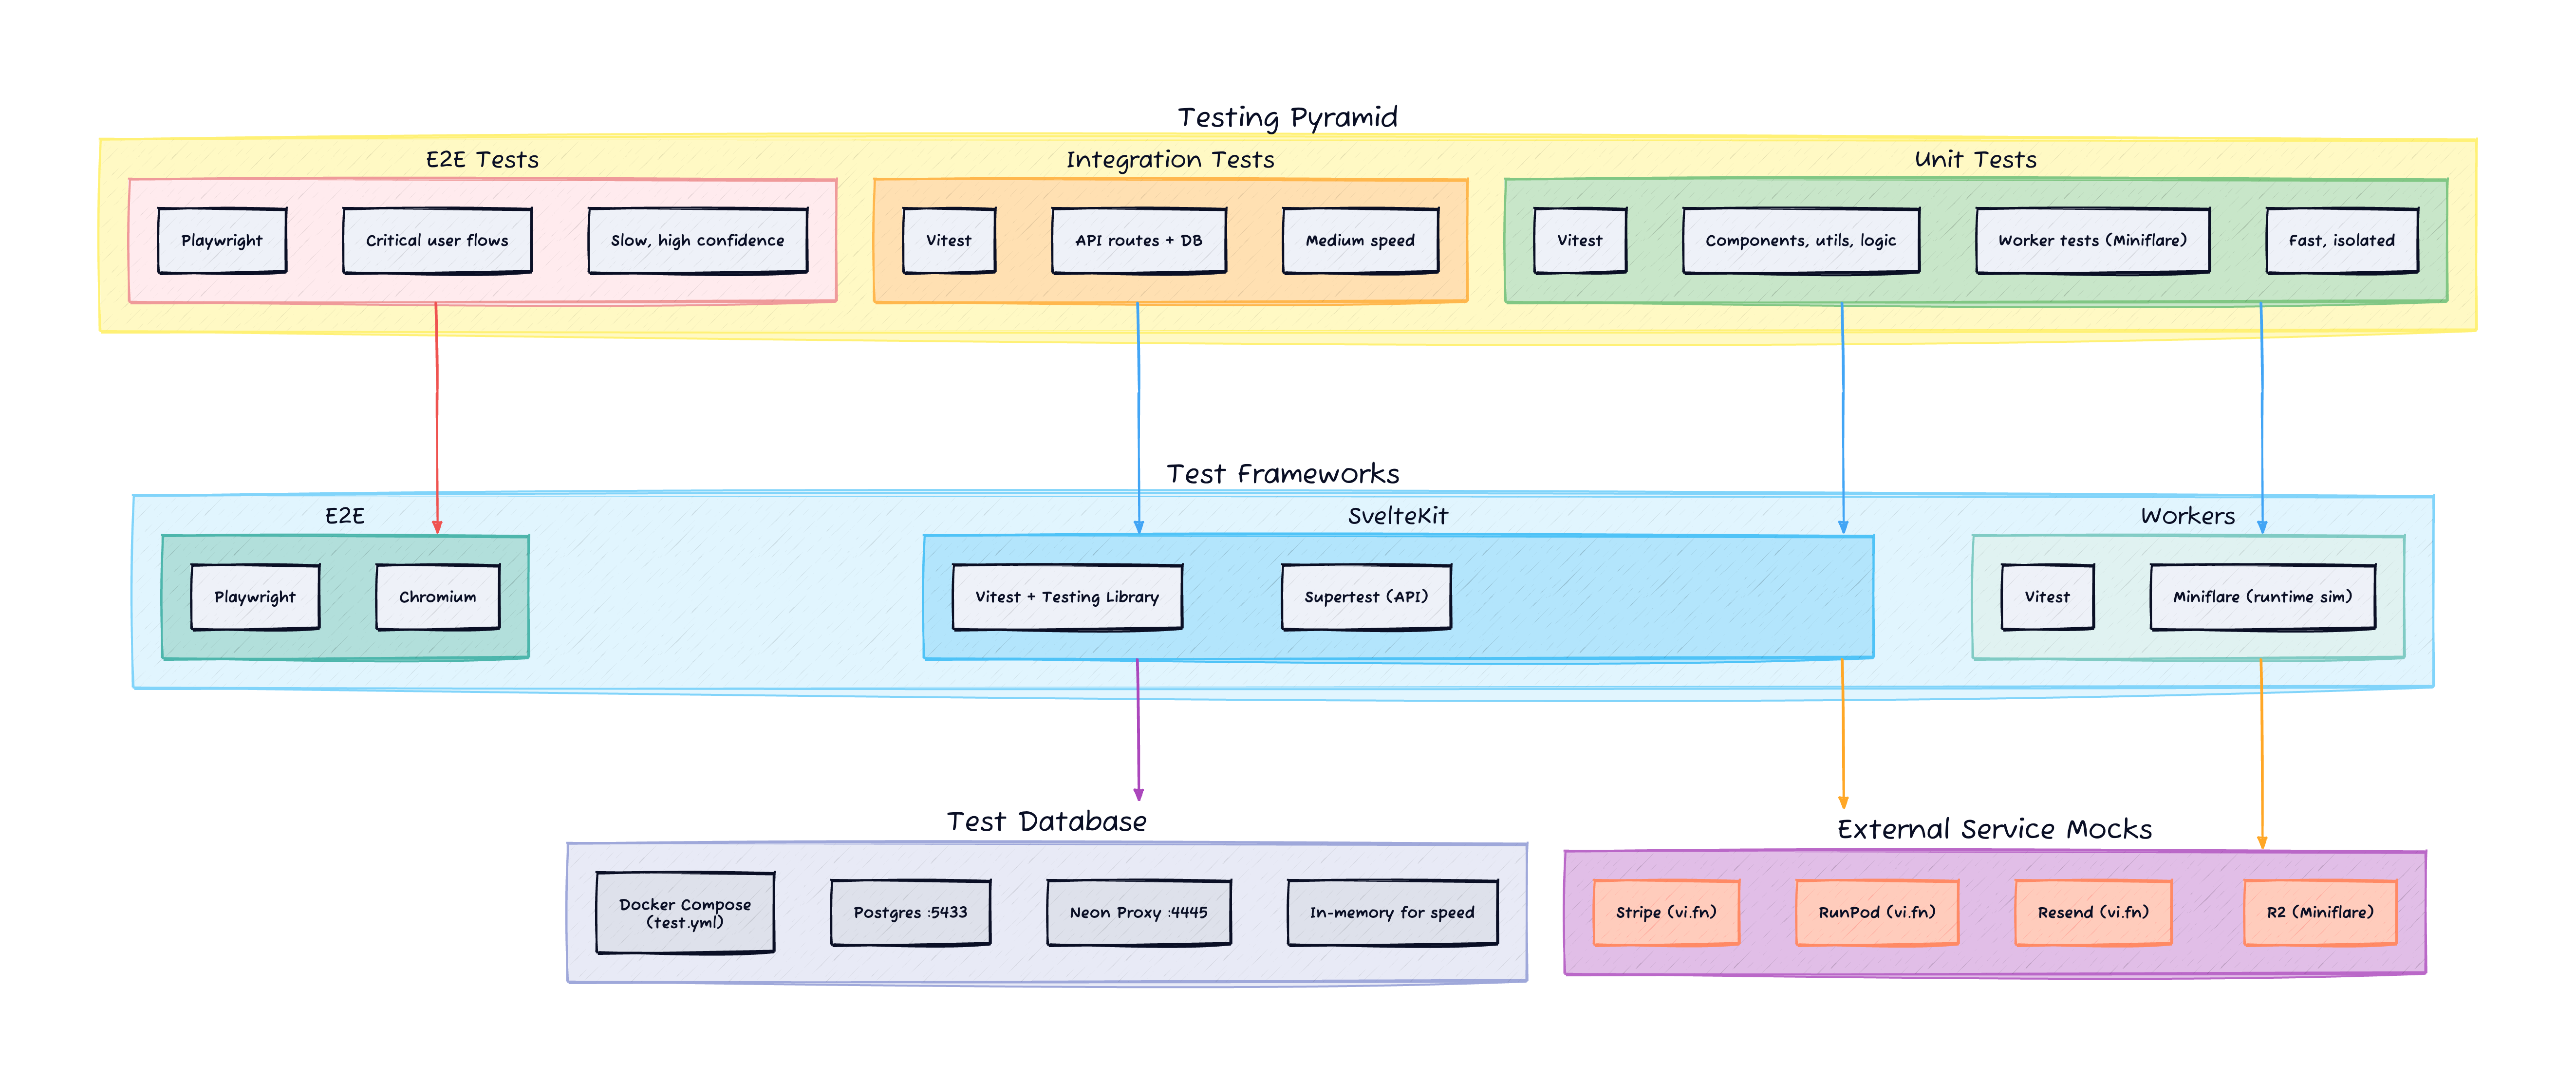 Testing Pyramid
E2E Tests
Playwright
Critical user flows
Slow, high confidence
Integration Tests
Vitest
API routes + DB
Medium speed
Unit Tests
Vitest
Components, utils, logic
Worker tests (Miniflare)
Fast, isolated
Test Frameworks
E2E
Playwright
Chromium
SvelteKit
Vitest + Testing Library
Supertest (API)
Workers
Vitest
Miniflare (runtime sim)
Test Database
Docker Compose
(test.yml)
Postgres :5433
Neon Proxy :4445
In-memory for speed
External Service Mocks
Stripe (vi.fn)
RunPod (vi.fn)
Resend (vi.fn)
R2 (Miniflare)